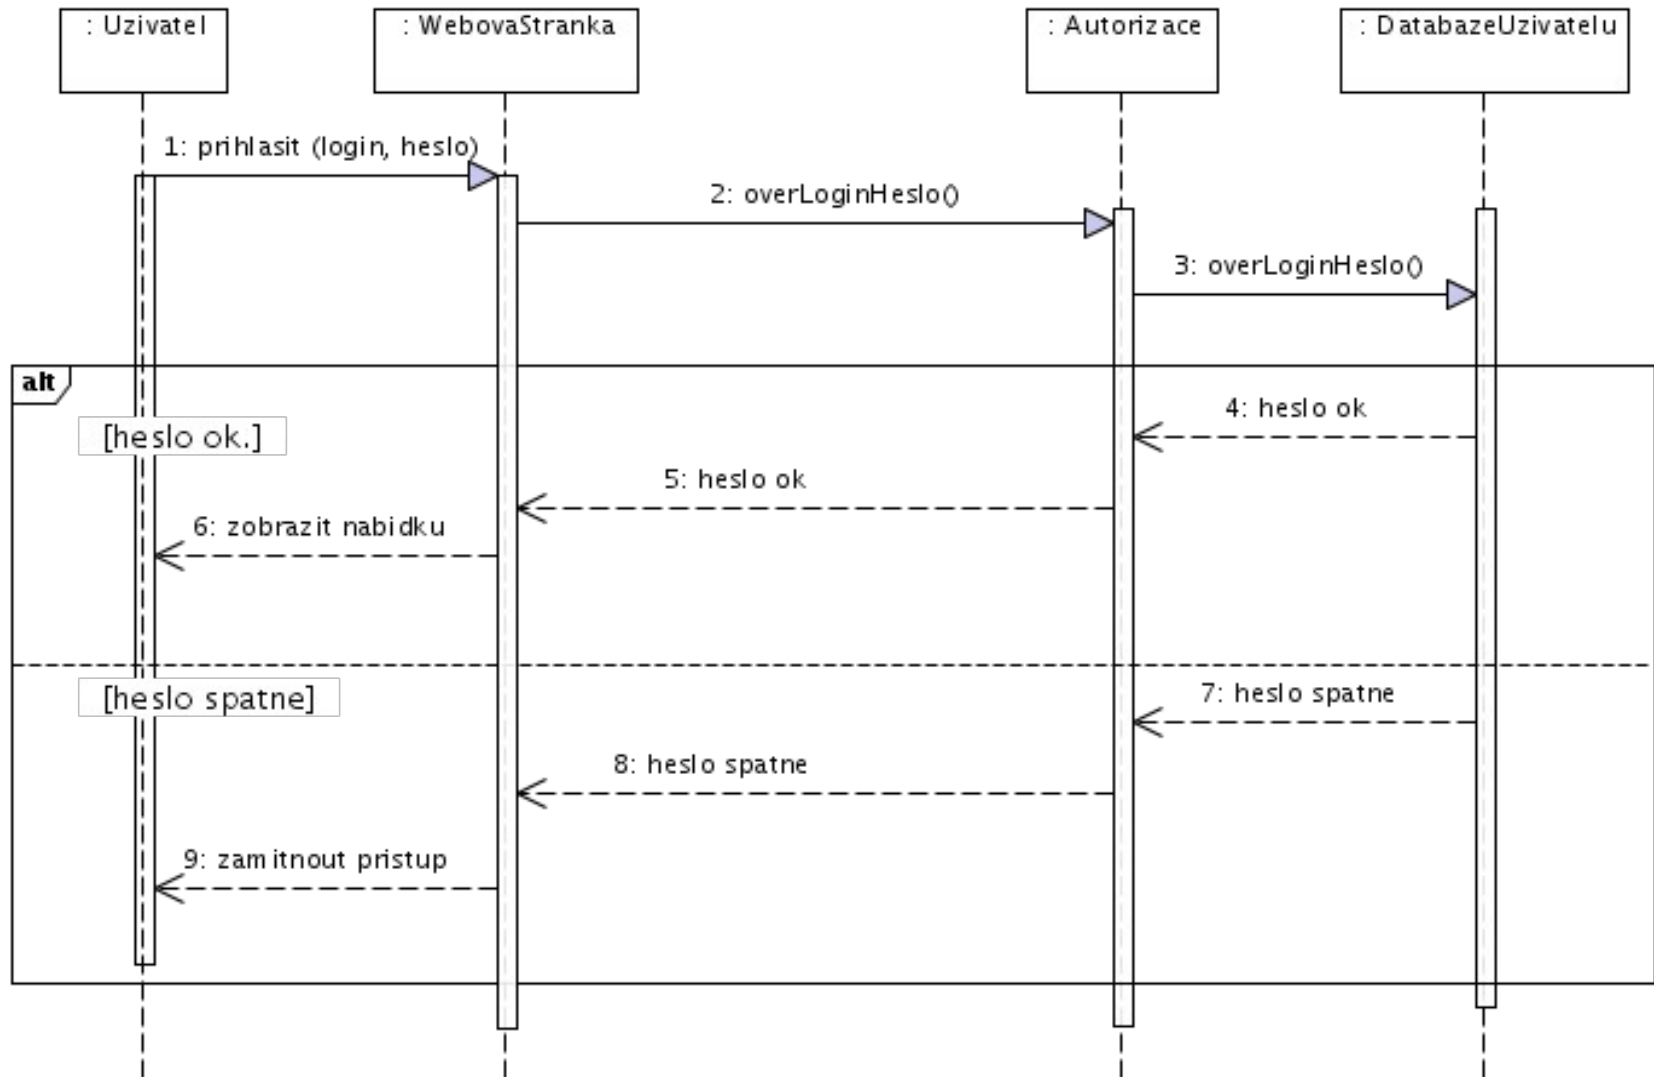 : Uzivatel
: WebovaStranka
: Autorizace
: DatabazeUzivatelu
1: prihlasit (login, heslo)
2: overLoginHeslo()
3: overLoginHeslo()
alt
[heslo ok.]
4: heslo ok
5: heslo ok
6: zobrazit nabidku
[heslo spatne]
7: heslo spatne
8: heslo spatne
9: zamitnout pristup